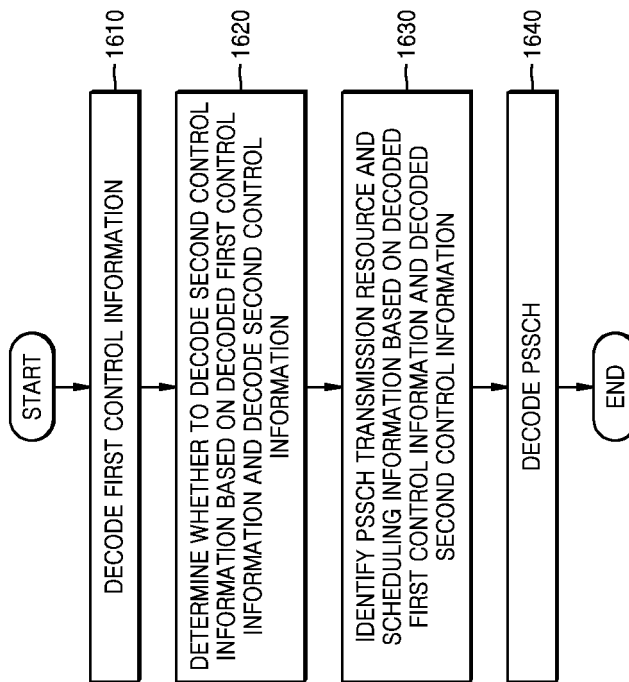 START
DECODE FIRST CONTROL INFORMATION
1610
DETERMINE WHETHER TO DECODE SECOND CONTROL
INFORMATION BASED ON DECODED FIRST CONTROL
INFORMATION AND DECODE SECOND CONTROL
INFORMATION
1620
IDENTIFY PSSCH TRANSMISSION RESOURCE AND
SCHEDULING INFORMATION BASED ON DECODED
FIRST CONTROL INFORMATION AND DECODED
SECOND CONTROL INFORMATION
1630
DECODE PSSCH
1640
END